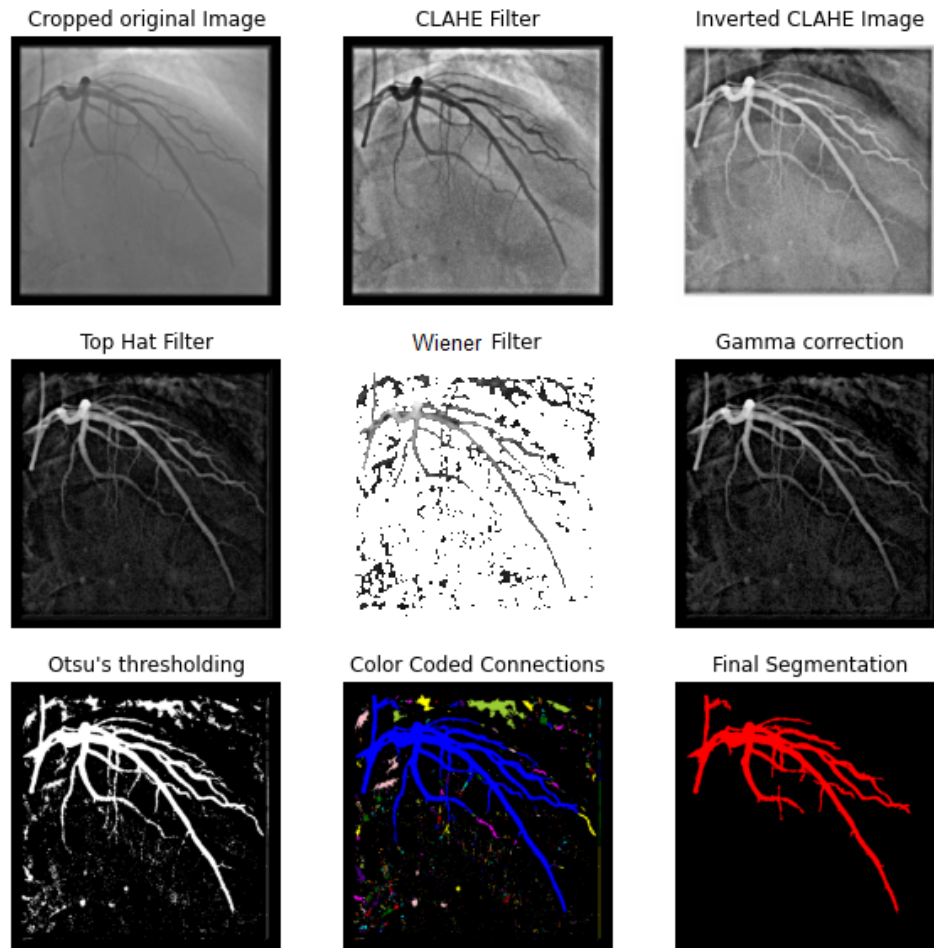 Cropped original Image
CLAHE Filter
Inverted CLAHE Image
Top Hat Filter
Wiener Filter
Gamma correction
Otsu's thresholding
Color Coded Connections
Final Segmentation